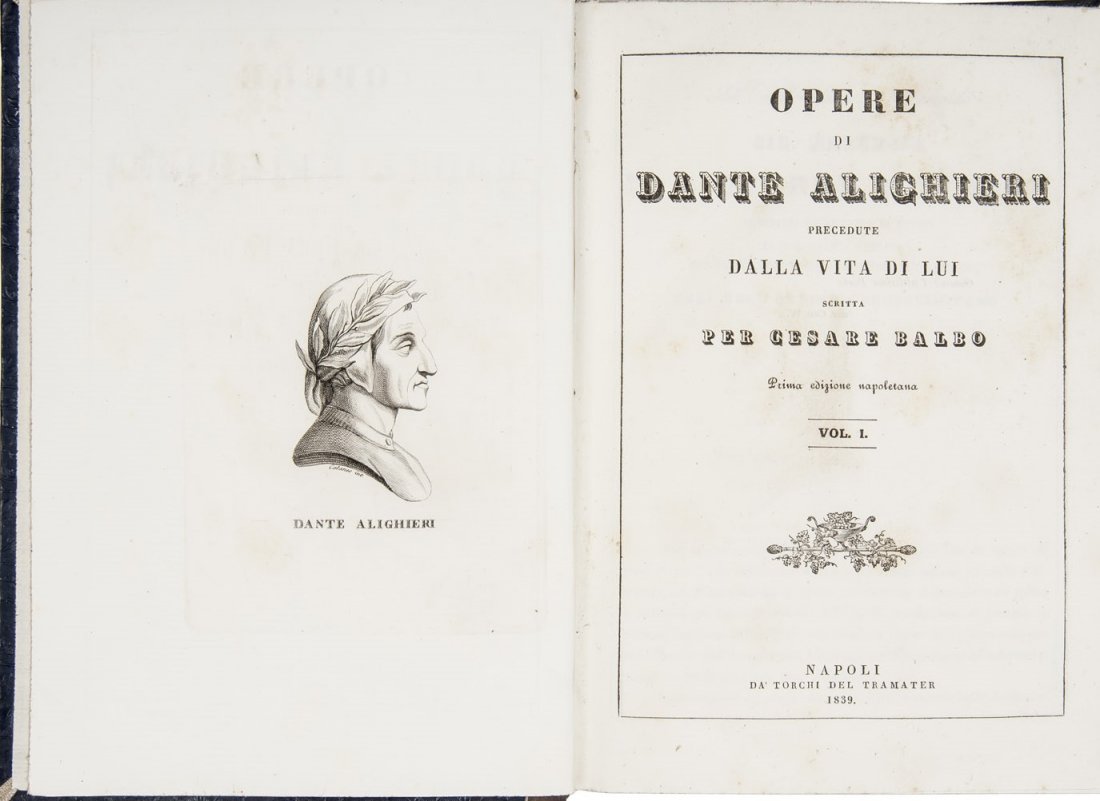 DANTE ALIGHIERI
OPERE
DI
DANTE ALIGHIERI
PRECEDUTE
DALLA VITA DI LUI
SCRITTA
PER CESARE BALBO
Prima edizione napoletana
VOL. I.
NAPOLI
DA' TORCHI DEL TRAMATER
1839.